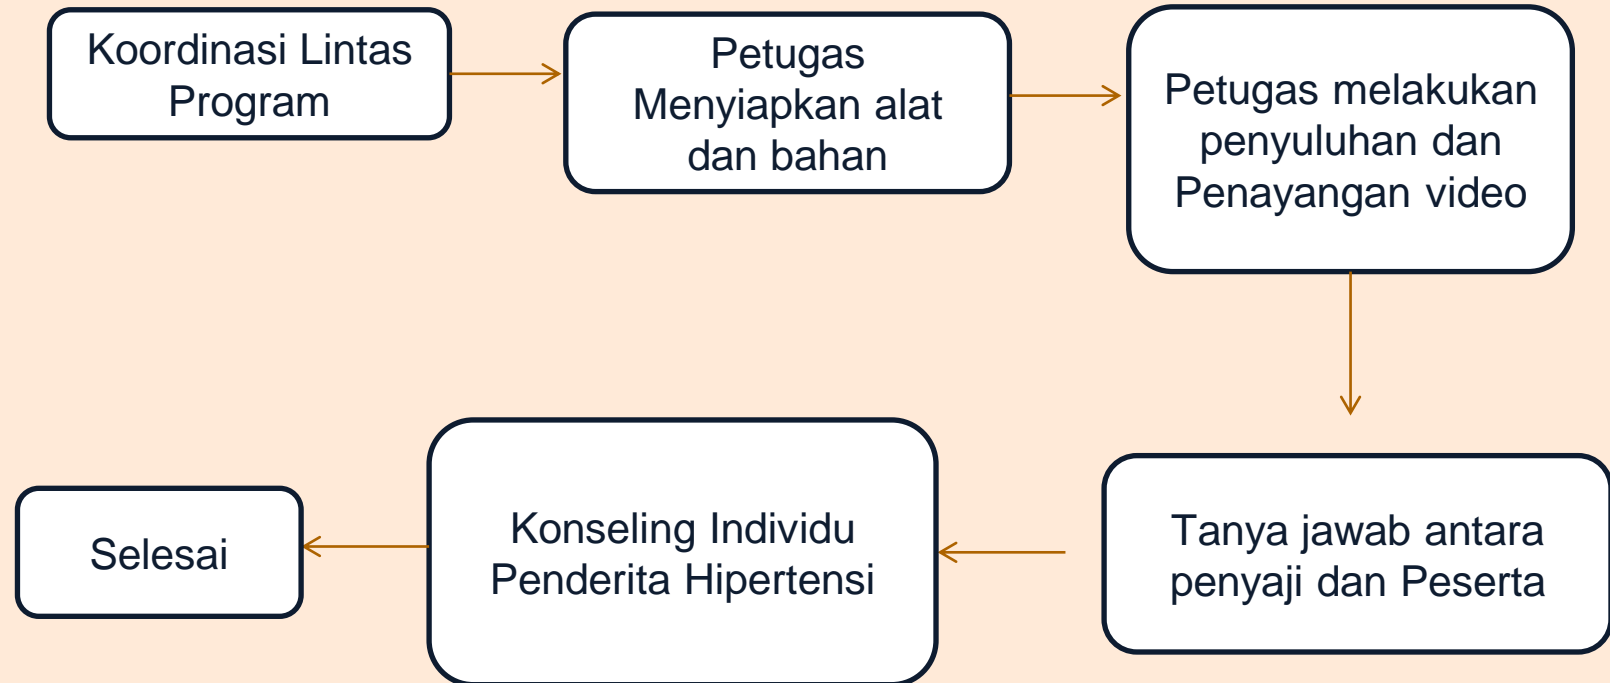 Koordinasi Lintas
Program
Petugas
Menyiapkan alat
dan bahan
Petugas melakukan
penyuluhan dan
Penayangan video
Tanya jawab antara
penyaji dan Peserta
Konseling Individu
Penderita Hipertensi
Selesai